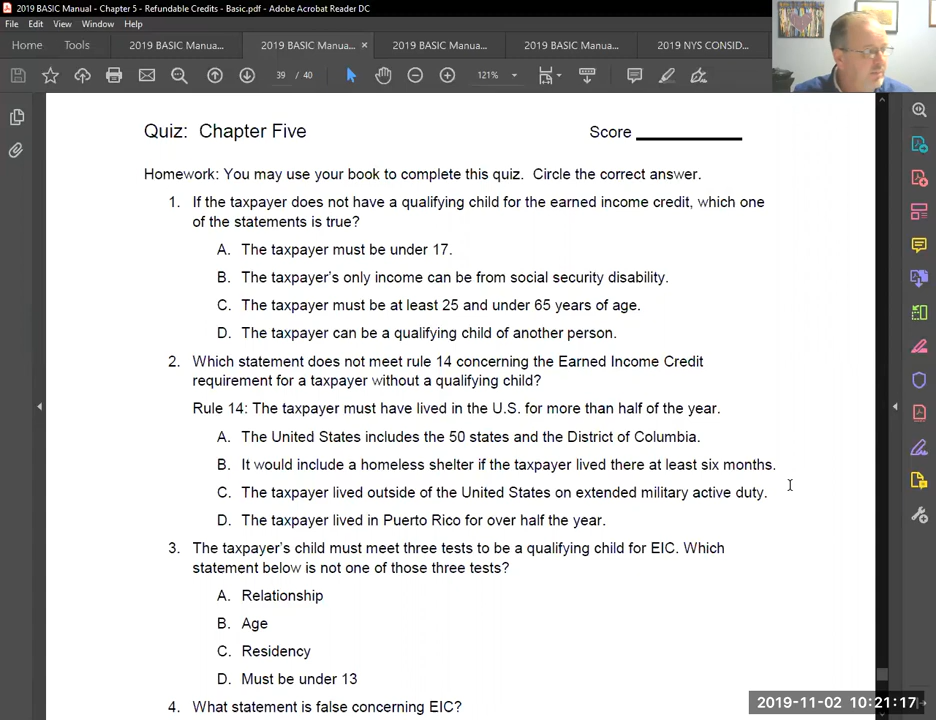 2019 BASIC Manual - Chapter 5 - Refundable Credits - Basic.pdf - Adobe Acrobat Reader DC
File Edit View Window Help
Home Tools 2019 BASIC Manua... 2019 BASIC Manua... × 2019 BASIC Manua... 2019 BASIC Manua... 2019 NYS CONSID...
39 / 40 121%
Quiz: Chapter Five Score
Homework: You may use your book to complete this quiz. Circle the correct answer.
1. If the taxpayer does not have a qualifying child for the earned income credit, which one
of the statements is true?
A. The taxpayer must be under 17.
B. The taxpayer's only income can be from social security disability.
C. The taxpayer must be at least 25 and under 65 years of age.
D. The taxpayer can be a qualifying child of another person.
2. Which statement does not meet rule 14 concerning the Earned Income Credit
requirement for a taxpayer without a qualifying child?
Rule 14: The taxpayer must have lived in the U.S. for more than half of the year.
A. The United States includes the 50 states and the District of Columbia.
B. It would include a homeless shelter if the taxpayer lived there at least six months.
C. The taxpayer lived outside of the United States on extended military active duty.
D. The taxpayer lived in Puerto Rico for over half the year.
3. The taxpayer's child must meet three tests to be a qualifying child for EIC. Which
statement below is not one of those three tests?
A. Relationship
B. Age
C. Residency
D. Must be under 13
4. What statement is false concerning EIC?
2019-11-02 10:21:17